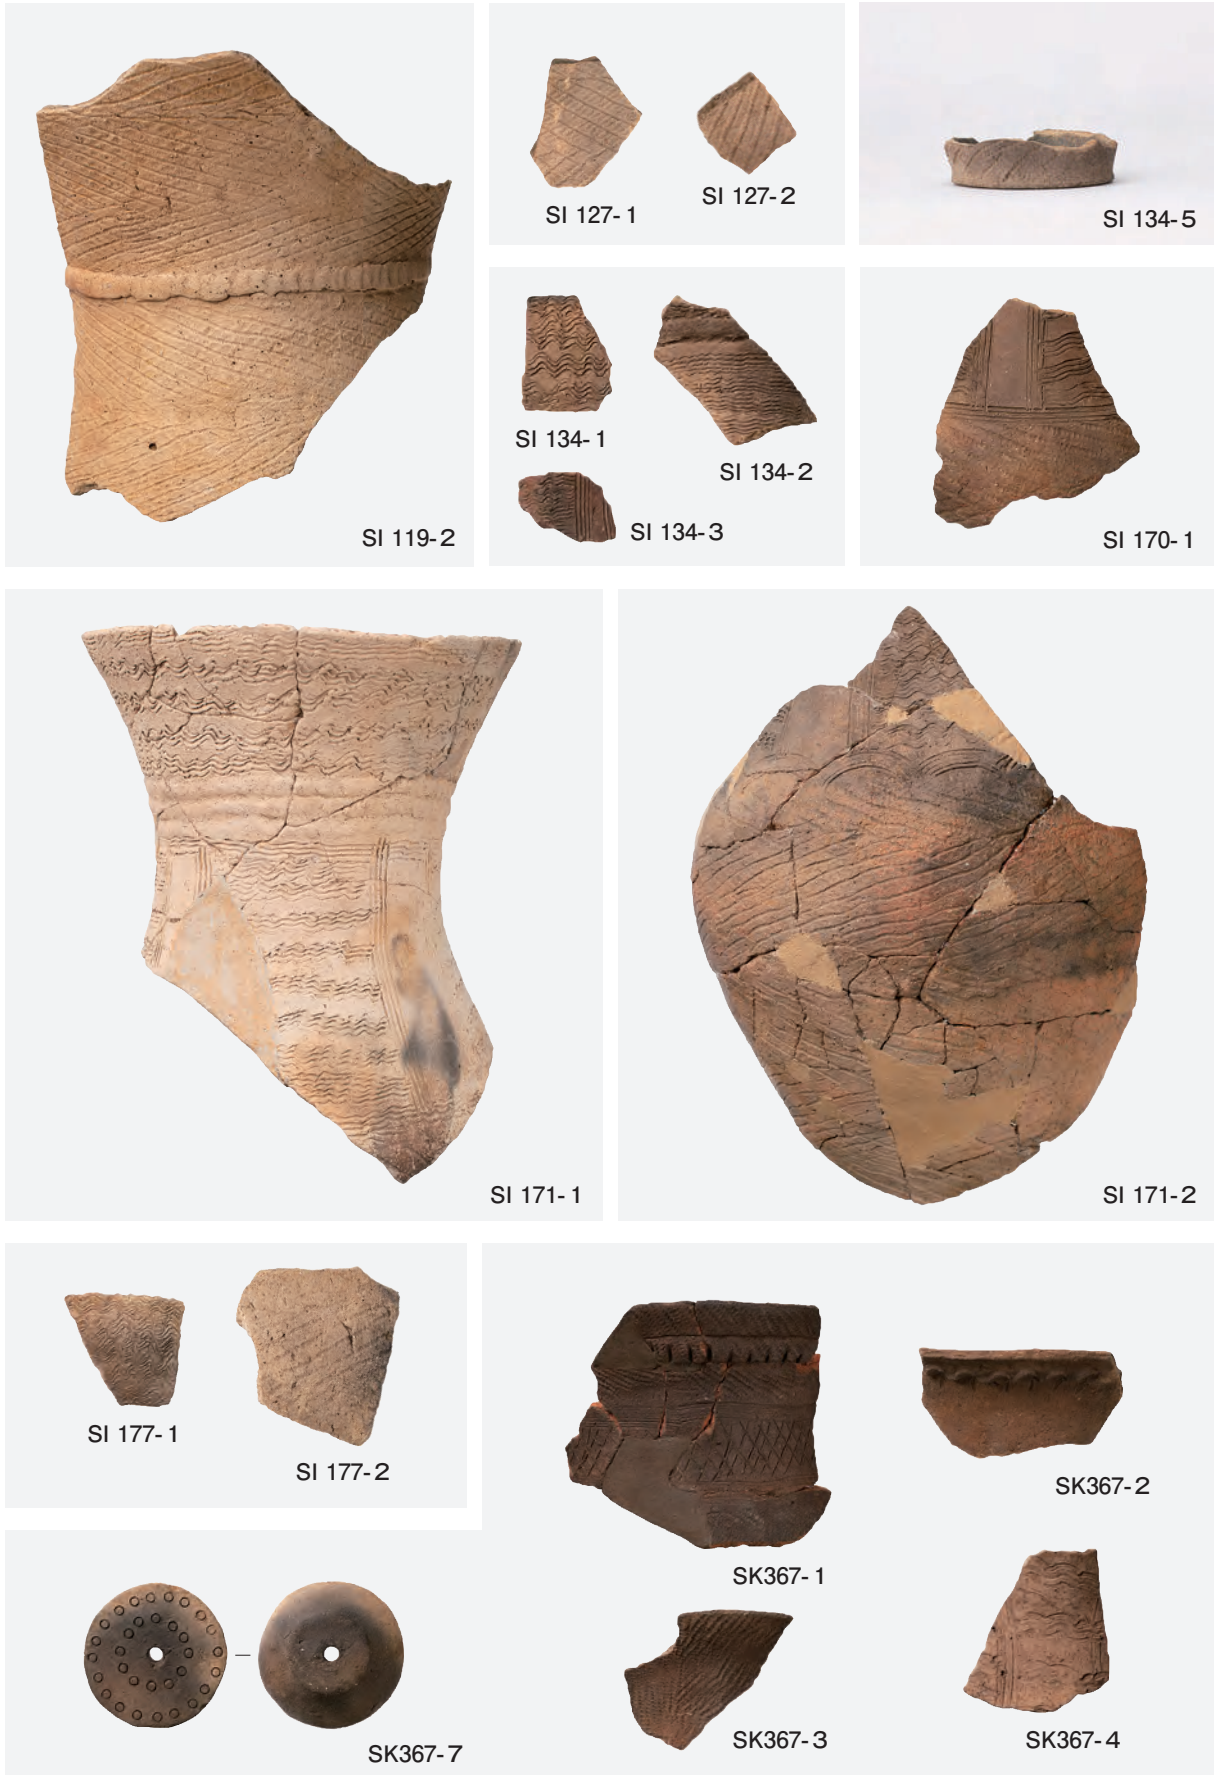 SI 127-1
SI 127-2
SI 134-5
SI 119-2
SI 134-1
SI 134-2
SI 134-3
SI 170-1
SI 171-1
SI 171-2
SI 177-1
SI 177-2
SK367-1
SK367-2
SK367-7
SK367-3
SK367-4